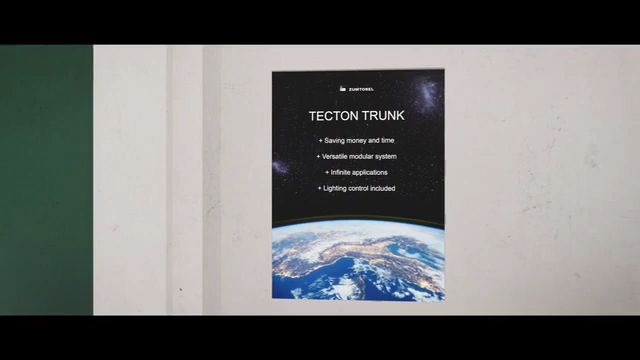 ZUMTOBEL
TECTON TRUNK
+ Saving money and time
+ Versatile modular system
+ Infinite applications
+ Lighting control included